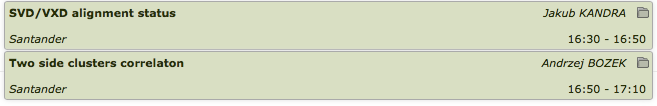 SVD/VXD alignment status Jakub KANDRA
Santander 16:30 - 16:50
Two side clusters correlaton Andrzej BOZEK
Santander 16:50 - 17:10